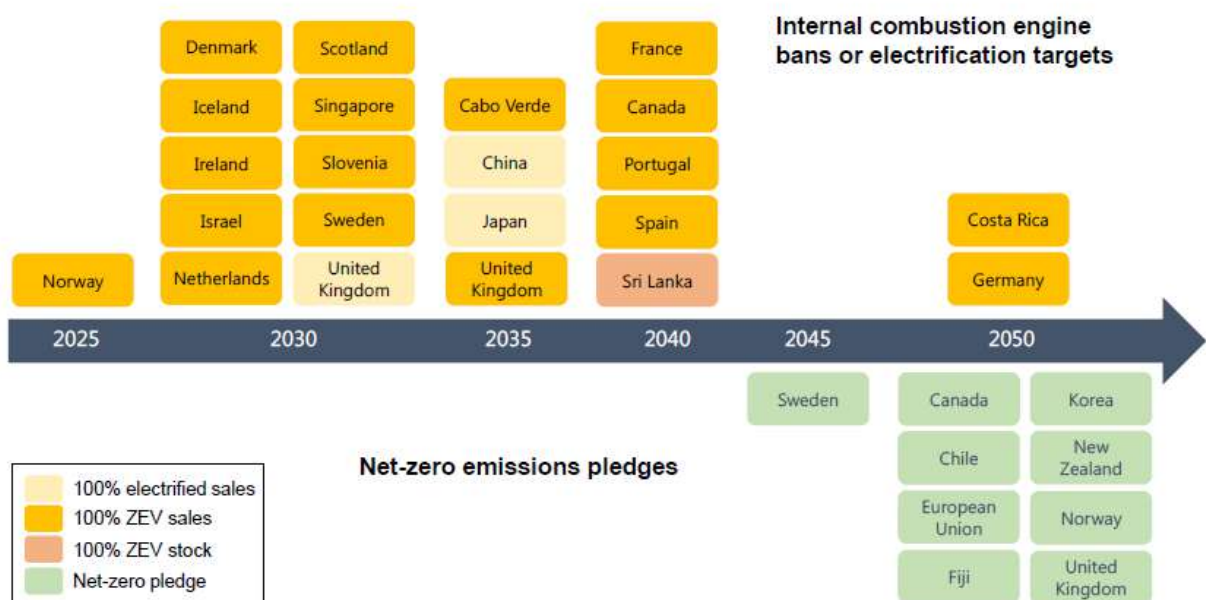 Internal combustion engine
bans or electrification targets
Denmark
Scotland
France
Iceland
Singapore
Cabo Verde
Canada
Ireland
Slovenia
China
Portugal
Israel
Sweden
Japan
Spain
Costa Rica
Norway
Netherlands
United
Kingdom
United
Kingdom
Sri Lanka
Germany
2025
2030
2035
2040
2045
2050
Sweden
Canada
Korea
Net-zero emissions pledges
Chile
New
Zealand
European
Union
Norway
Fiji
United
Kingdom
100% electrified sales
100% ZEV sales
100% ZEV stock
Net-zero pledge